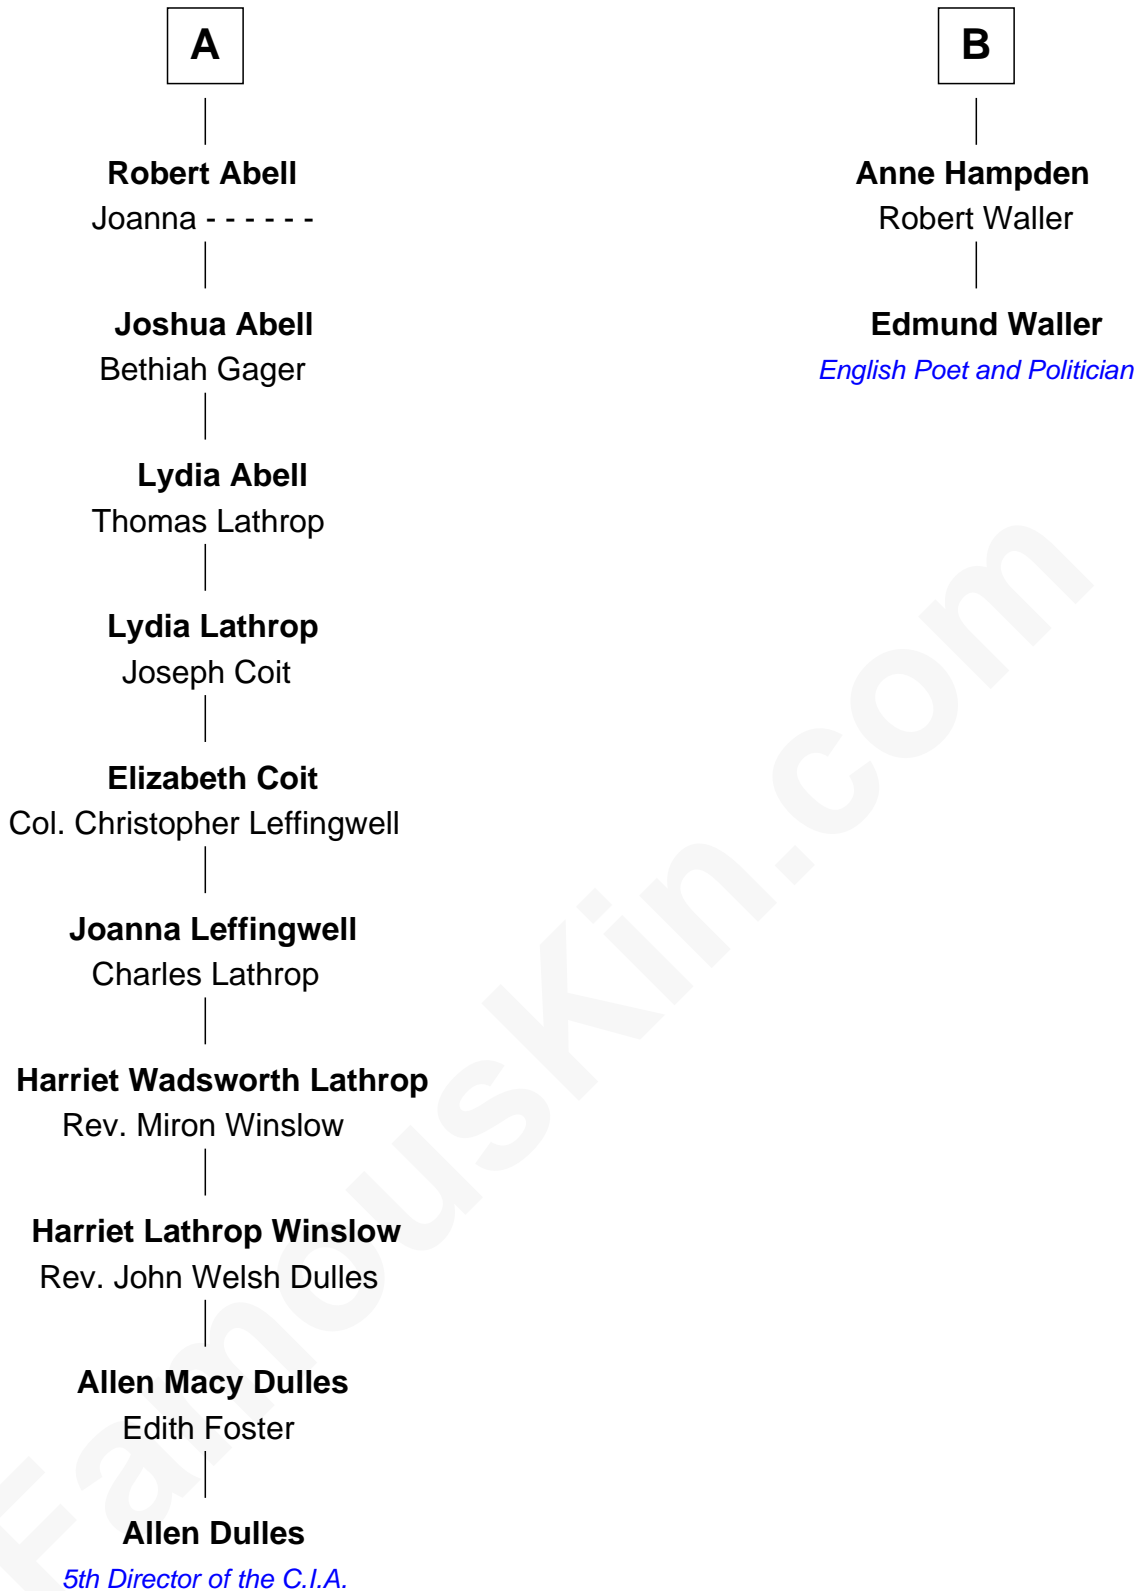 A
Robert Abell
Joanna - - - - - -
Joshua Abell
Bethiah Gager
Lydia Abell
Thomas Lathrop
Lydia Lathrop
Joseph Coit
Elizabeth Coit
Col. Christopher Leffingwell
Joanna Leffingwell
Charles Lathrop
Harriet Wadsworth Lathrop
Rev. Miron Winslow
Harriet Lathrop Winslow
Rev. John Welsh Dulles
Allen Macy Dulles
Edith Foster
Allen Dulles
5th Director of the C.I.A.
B
Anne Hampden
Robert Waller
Edmund Waller
English Poet and Politician
FamousKin.com